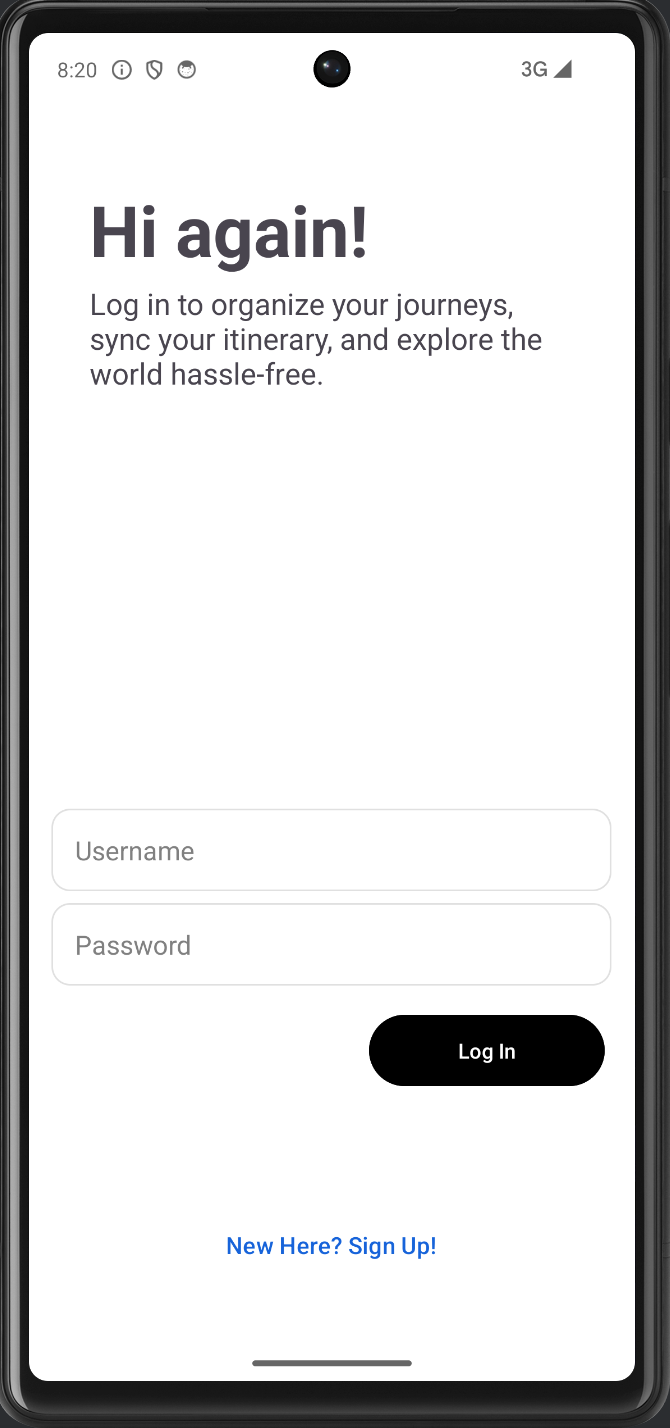 8:20
3G
Hi again!
Log in to organize your journeys,
sync your itinerary, and explore the
world hassle-free.
Username
Password
Log In
New Here? Sign Up!